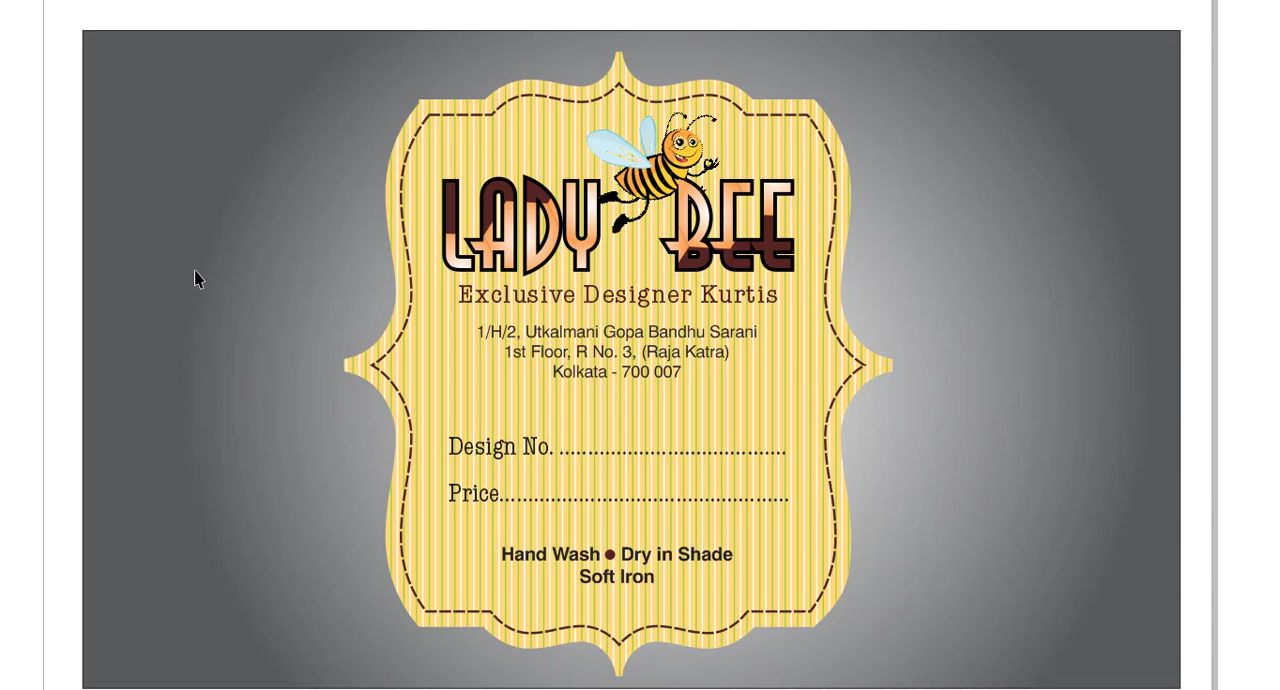 LADY BEE
Exclusive Designer Kurtis
1/H/2, Utkalmani Gopa Bandhu Sarani
1st Floor, R No. 3, (Raja Katra)
Kolkata - 700 007
Design No. .......................................
Price..................................................
Hand Wash ● Dry in Shade
Soft Iron